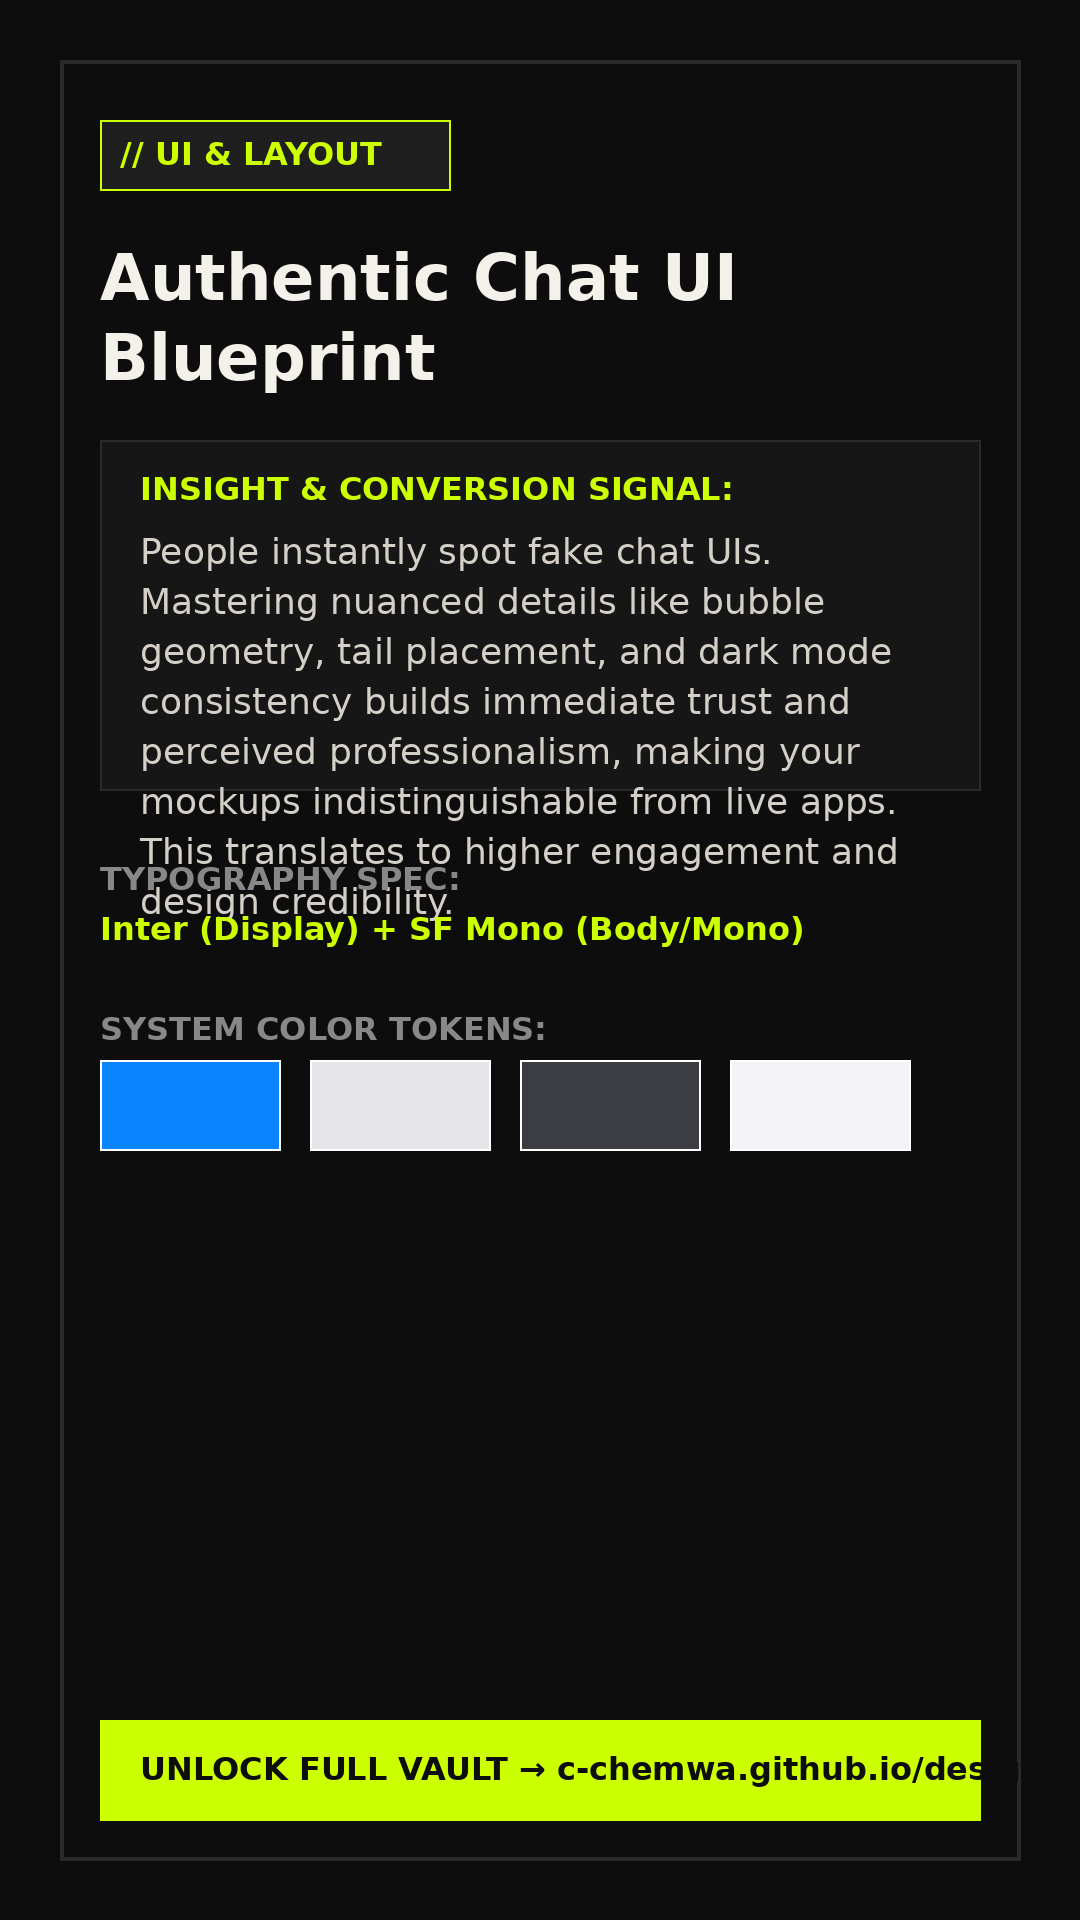 // UI & LAYOUT
Authentic Chat UI
Blueprint
INSIGHT & CONVERSION SIGNAL:
People instantly spot fake chat UIs.
Mastering nuanced details like bubble
geometry, tail placement, and dark mode
consistency builds immediate trust and
perceived professionalism, making your
mockups indistinguishable from live apps.
This translates to higher engagement and
design credibility.
TYPOGRAPHY SPEC:
Inter (Display) + SF Mono (Body/Mono)
SYSTEM COLOR TOKENS:
UNLOCK FULL VAULT → c-chemwa.github.io/des